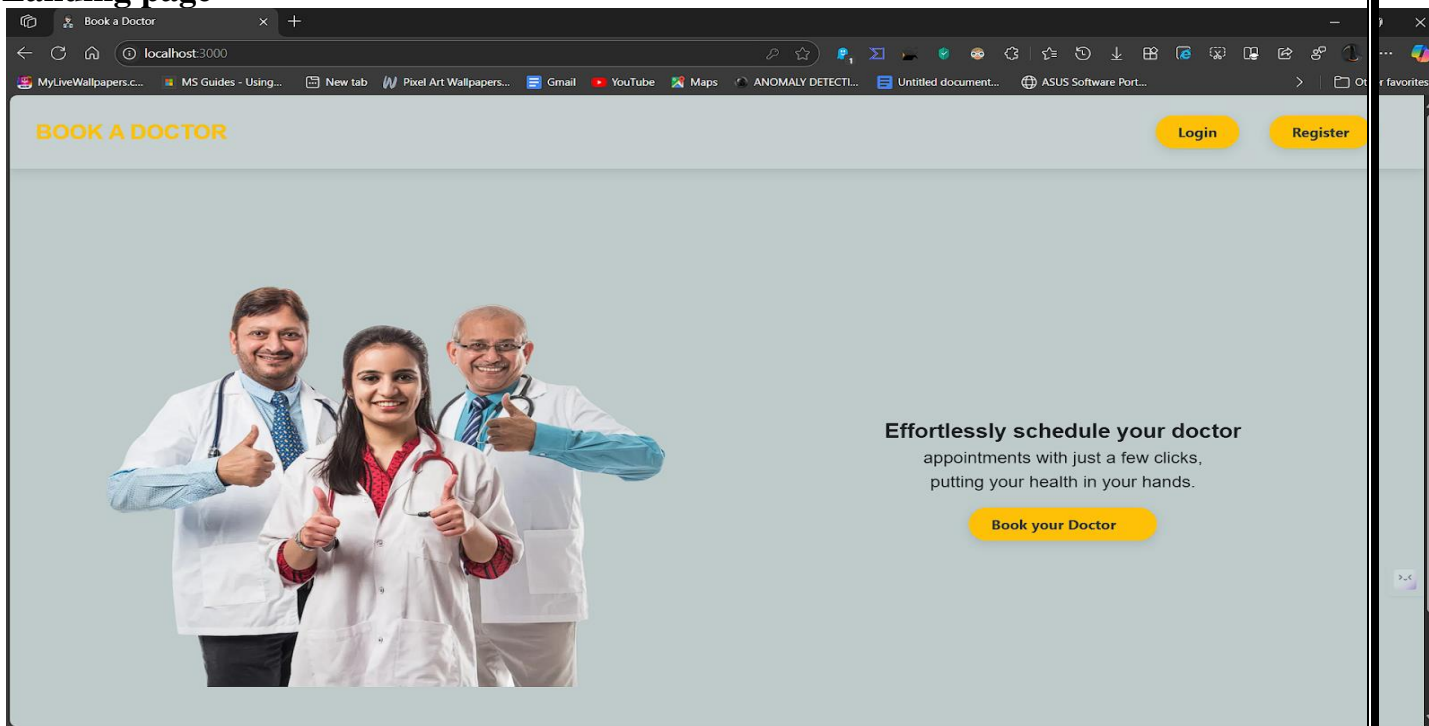 Landing page
Book a Doctor
localhost:3000
MyLiveWallpapers.c... MS Guides - Using... New tab Pixel Art Wallpapers... Gmail YouTube Maps ANOMALY DETECTI... Untitled document... ASUS Software Port... favorites
BOOK A DOCTOR
Login Register
Effortlessly schedule your doctor
appointments with just a few clicks,
putting your health in your hands.
Book your Doctor